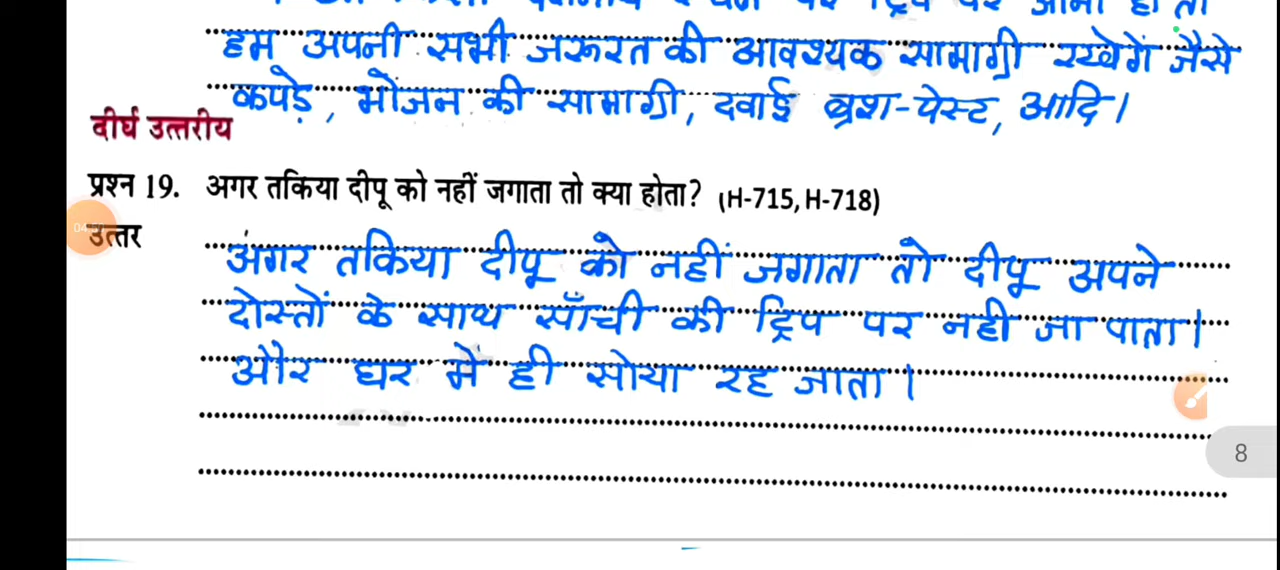 हम अपनी सभी जरूरत की आवश्यक सामाग्री रखेगें जैसे
कपड़े, भोजन की सामाग्री, दवाई ब्रश-पेस्ट, आदि।
दीर्घ उत्तरीय
प्रश्न 19. अगर तकिया दीपू को नहीं जगाता तो क्या होता? (H-715, H-718)
उत्तर
अगर तकिया दीपू को नहीं जगाता तो दीपू अपने
दोस्तों के साथ साँची की ट्रिप पर नही जा पाता।
और घर में ही सोया रह जाता।
8